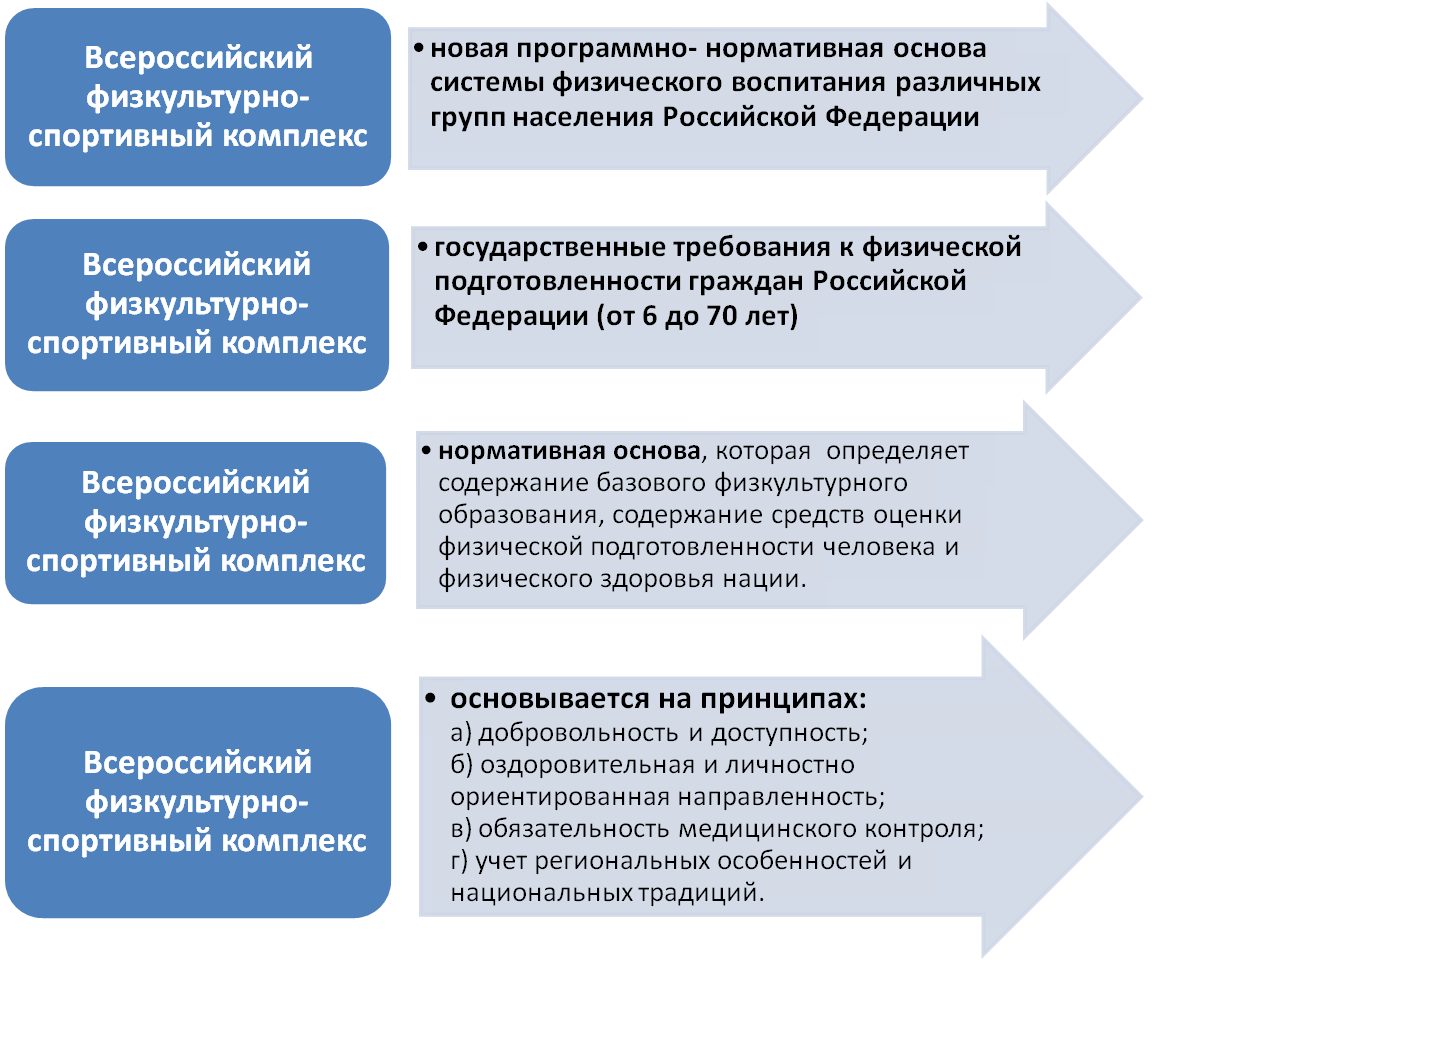 Всероссийский
физкультурно-
спортивный комплекс
• новая программно- нормативная основа
системы физического воспитания различных
групп населения Российской Федерации
Всероссийский
физкультурно-
спортивный комплекс
• государственные требования к физической
подготовленности граждан Российской
Федерации (от 6 до 70 лет)
Всероссийский
физкультурно-
спортивный комплекс
• нормативная основа, которая  определяет
содержание базового физкультурного
образования, содержание средств оценки
физической подготовленности человека и
физического здоровья нации.
Всероссийский
физкультурно-
спортивный комплекс
• основывается на принципах:
а) добровольность и доступность;
б) оздоровительная и личностно
ориентированная направленность;
в) обязательность медицинского контроля;
г) учет региональных особенностей и
национальных традиций.